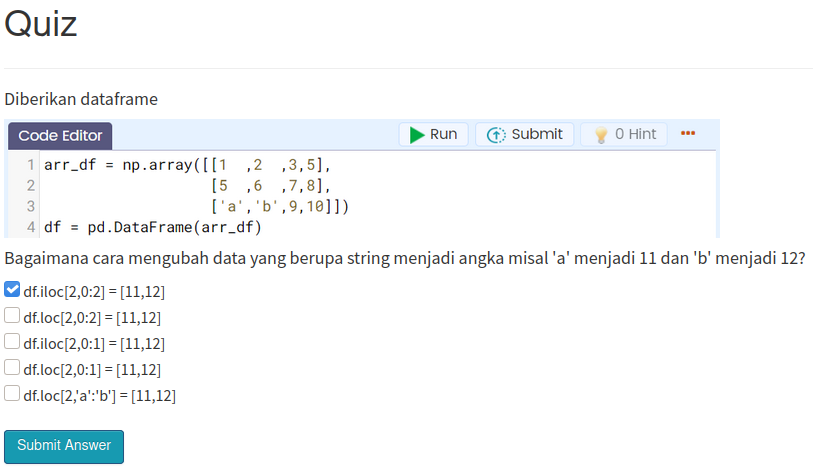 Quiz
Diberikan dataframe
Code Editor Run Submit 0 Hint
1 arr_df = np.array([[1 ,2 ,3,5],
2 [5 ,6 ,7,8],
3 ['a','b',9,10]])
4 df = pd.DataFrame(arr_df)
Bagaimana cara mengubah data yang berupa string menjadi angka misal 'a' menjadi 11 dan 'b' menjadi 12?
df.iloc[2,0:2] = [11,12]
df.loc[2,0:2] = [11,12]
df.iloc[2,0:1] = [11,12]
df.loc[2,0:1] = [11,12]
df.loc[2,'a':'b'] = [11,12]
Submit Answer